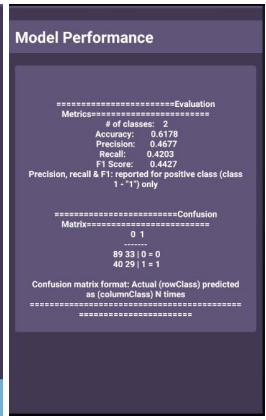 Model Performance
========================Evaluation
Metrics========================
# of classes: 2
Accuracy: 0.6178
Precision: 0.4677
Recall: 0.4203
F1 Score: 0.4427
Precision, recall & F1: reported for positive class (class
1 - "1") only
=========================Confusion
Matrix=========================
0 1
-------
89 33 | 0 = 0
40 29 | 1 = 1
Confusion matrix format: Actual (rowClass) predicted
as (columnClass) N times
===========================================
=======================